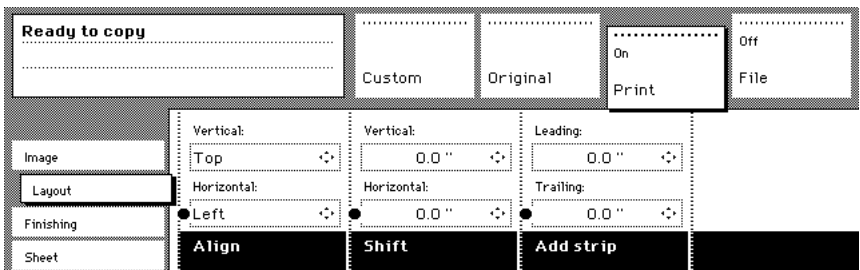 Ready to copy
Custom
Original
On
Print
Off
File
Image
Layout
Finishing
Sheet
Vertical:
Top
Horizontal:
Left
Align
Vertical:
0.0 "
Horizontal:
0.0 "
Shift
Leading:
0.0 "
Trailing:
0.0 "
Add strip